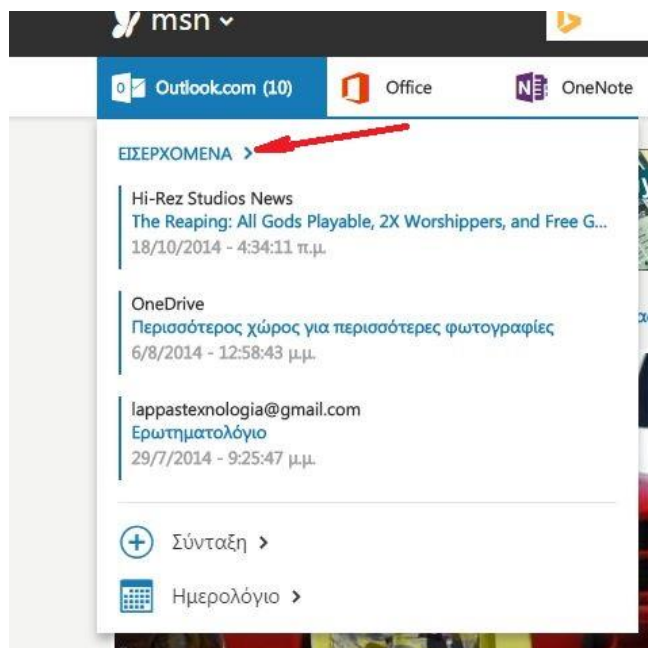 msn
Outlook.com (10)
Office
OneNote
ΕΙΣΕΡΧΟΜΕΝΑ >
Hi-Rez Studios News
The Reaping: All Gods Playable, 2X Worshippers, and Free G...
18/10/2014 - 4:34:11 π.μ.
OneDrive
Περισσότερος χώρος για περισσότερες φωτογραφίες
6/8/2014 - 12:58:43 μ.μ.
lappastexnologia@gmail.com
Ερωτηματολόγιο
29/7/2014 - 9:25:47 μ.μ.
Σύνταξη >
Ημερολόγιο >